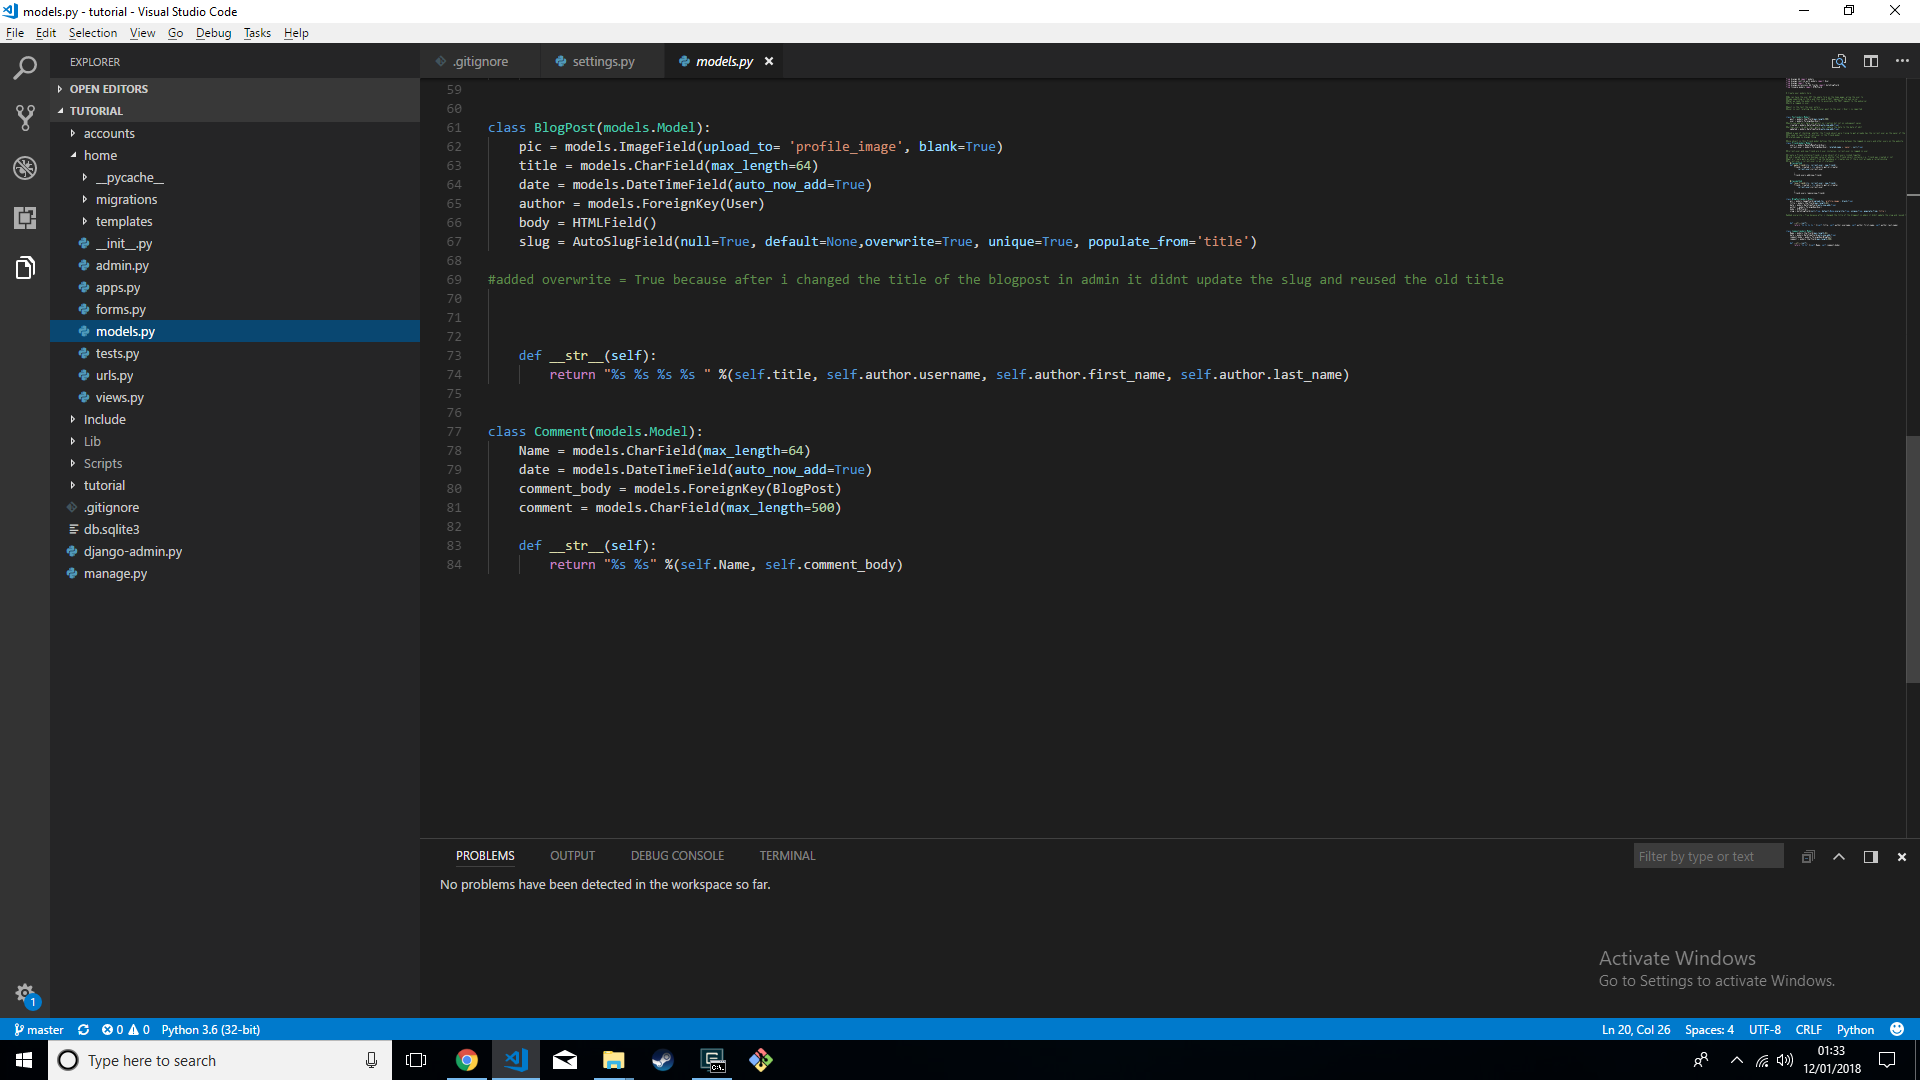 models.py - tutorial - Visual Studio Code
File Edit Selection View Go Debug Tasks Help
EXPLORER
OPEN EDITORS
TUTORIAL
accounts
home
__pycache__
migrations
templates
__init__.py
admin.py
apps.py
forms.py
models.py
tests.py
urls.py
views.py
Include
Lib
Scripts
tutorial
.gitignore
db.sqlite3
django-admin.py
manage.py
.gitignore settings.py models.py
59
60
61 class BlogPost(models.Model):
62 pic = models.ImageField(upload_to= 'profile_image', blank=True)
63 title = models.CharField(max_length=64)
64 date = models.DateTimeField(auto_now_add=True)
65 author = models.ForeignKey(User)
66 body = HTMLField()
67 slug = AutoSlugField(null=True, default=None,overwrite=True, unique=True, populate_from='title')
68
69 #added overwrite = True because after i changed the title of the blogpost in admin it didnt update the slug and reused the old title
70
71
72
73 def __str__(self):
74 return "%s %s %s %s " %(self.title, self.author.username, self.author.first_name, self.author.last_name)
75
76
77 class Comment(models.Model):
78 Name = models.CharField(max_length=64)
79 date = models.DateTimeField(auto_now_add=True)
80 comment_body = models.ForeignKey(BlogPost)
81 comment = models.CharField(max_length=500)
82
83 def __str__(self):
84 return "%s %s" %(self.Name, self.comment_body)
PROBLEMS OUTPUT DEBUG CONSOLE TERMINAL
Filter by type or text
No problems have been detected in the workspace so far.
Activate Windows
Go to Settings to activate Windows.
1
master 0 0 Python 3.6 (32-bit)
Ln 20, Col 26 Spaces: 4 UTF-8 CRLF Python
Type here to search
01:33
12/01/2018